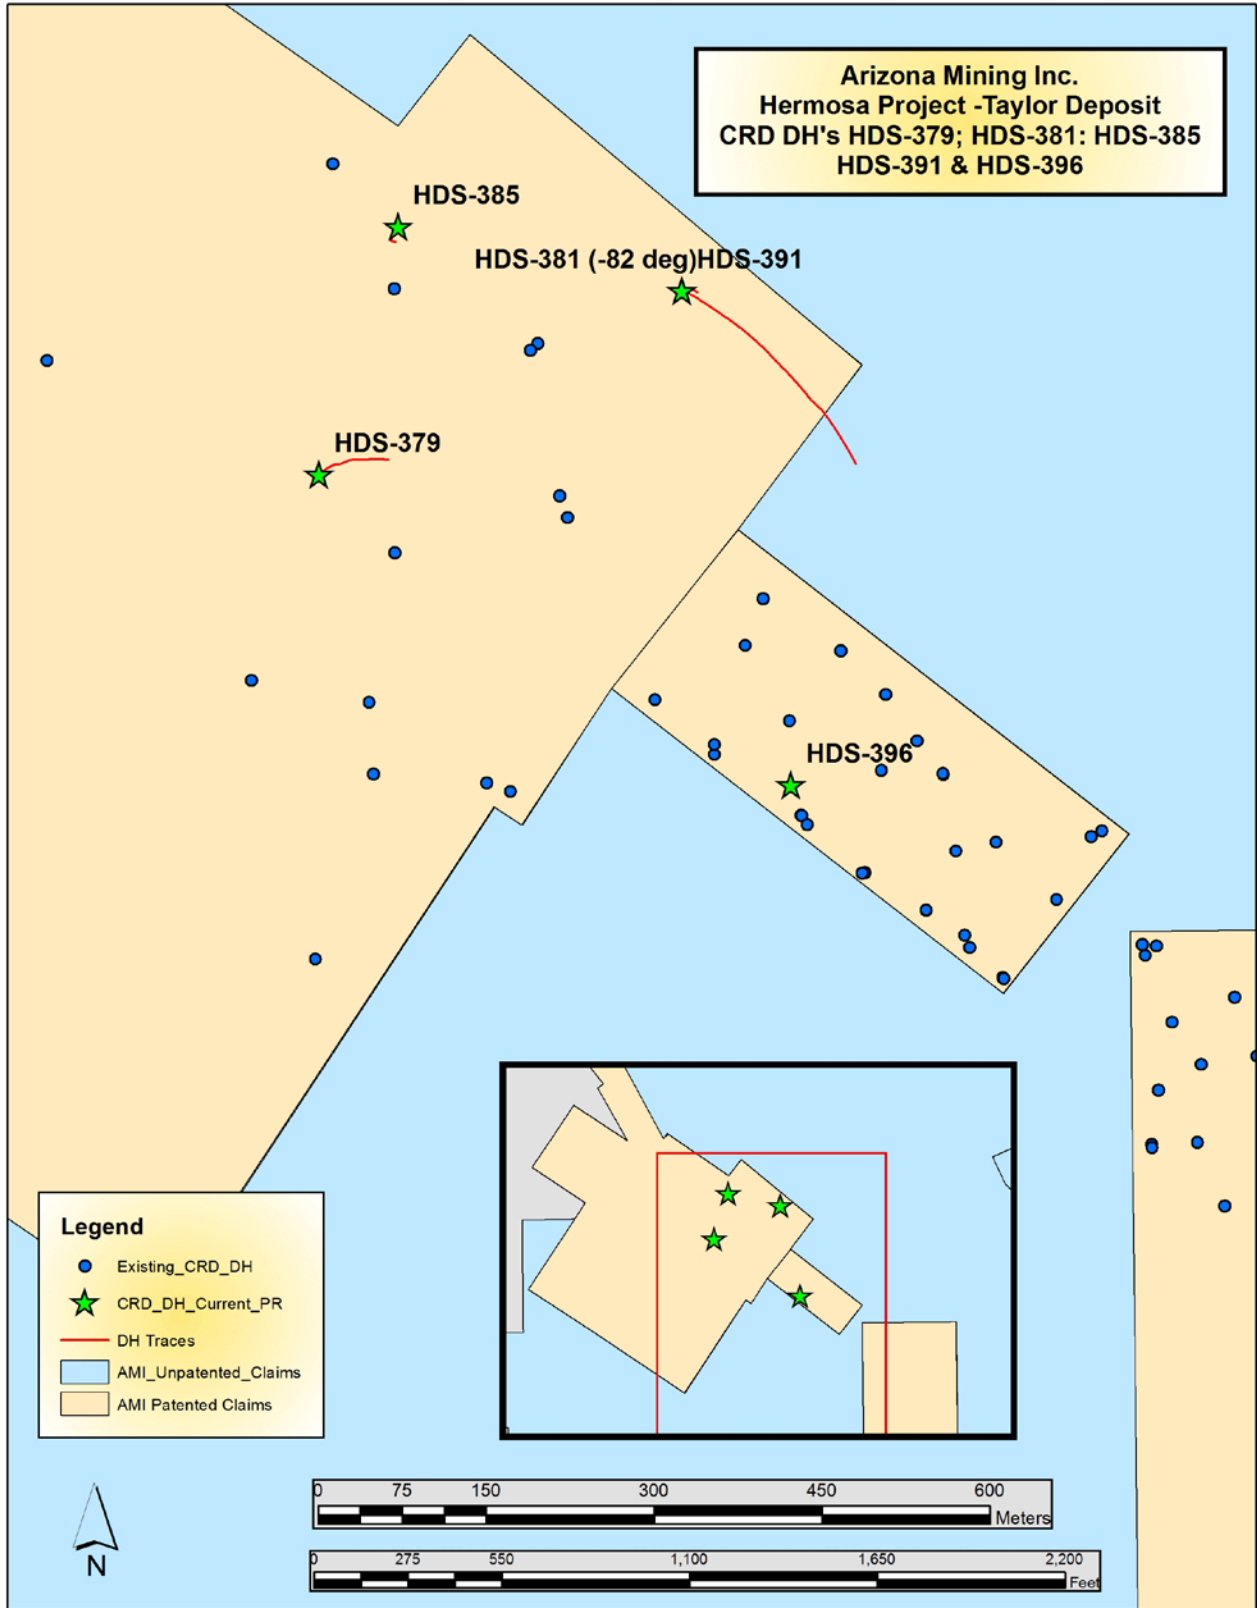 Arizona Mining Inc.
Hermosa Project -Taylor Deposit
CRD DH's HDS-379; HDS-381: HDS-385
HDS-391 & HDS-396
HDS-385
HDS-381 (-82 deg)HDS-391
HDS-379
HDS-396
Legend
Existing_CRD_DH
CRD_DH_Current_PR
DH Traces
AMI_Unpatented_Claims
AMI Patented Claims
N
0 75 150 300 450 600
Meters
0 275 550 1,100 1,650 2,200
Feet